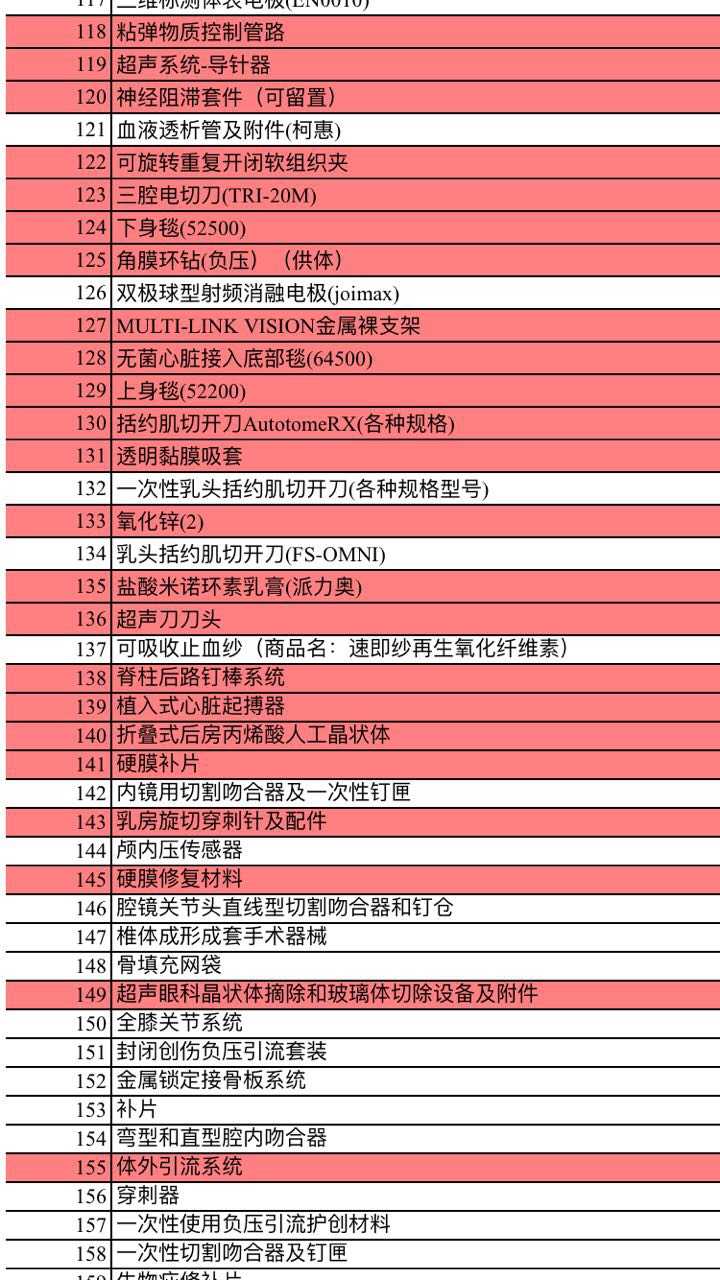 118 粘弹物质控制管路
119 超声系统-导针器
120 神经阻滞套件（可留置）
121 血液透析管及附件(柯惠)
122 可旋转重复开闭软组织夹
123 三腔电切刀(TRI-20M)
124 下身毯(52500)
125 角膜环钻(负压）（供体）
126 双极球型射频消融电极(joimax)
127 MULTI-LINK VISION金属裸支架
128 无菌心脏接入底部毯(64500)
129 上身毯(52200)
130 括约肌切开刀AutotomeRX(各种规格)
131 透明黏膜吸套
132 一次性乳头括约肌切开刀(各种规格型号)
133 氧化锌(2)
134 乳头括约肌切开刀(FS-OMNI)
135 盐酸米诺环素乳膏(派力奥)
136 超声刀刀头
137 可吸收止血纱（商品名：速即纱再生氧化纤维素）
138 脊柱后路钉棒系统
139 植入式心脏起搏器
140 折叠式后房丙烯酸人工晶状体
141 硬膜补片
142 内镜用切割吻合器及一次性钉匣
143 乳房旋切穿刺针及配件
144 颅内压传感器
145 硬膜修复材料
146 腔镜关节头直线型切割吻合器和钉仓
147 椎体成形成套手术器械
148 骨填充网袋
149 超声眼科晶状体摘除和玻璃体切除设备及附件
150 全膝关节系统
151 封闭创伤负压引流套装
152 金属锁定接骨板系统
153 补片
154 弯型和直型腔内吻合器
155 体外引流系统
156 穿刺器
157 一次性使用负压引流护创材料
158 一次性切割吻合器及钉匣